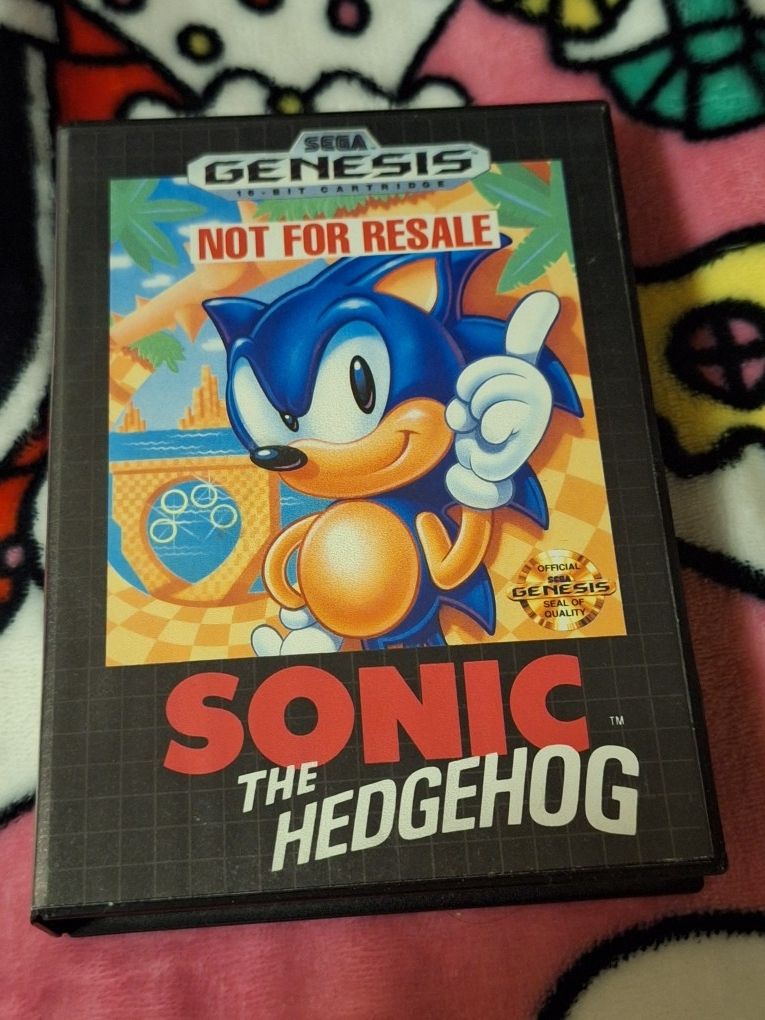 SEGA
GENESIS
16-BIT CARTRIDGE
NOT FOR RESALE
OFFICIAL
SEGA
GENESIS
SEAL OF
QUALITY
SONIC
TM
THE
HEDGEHOG